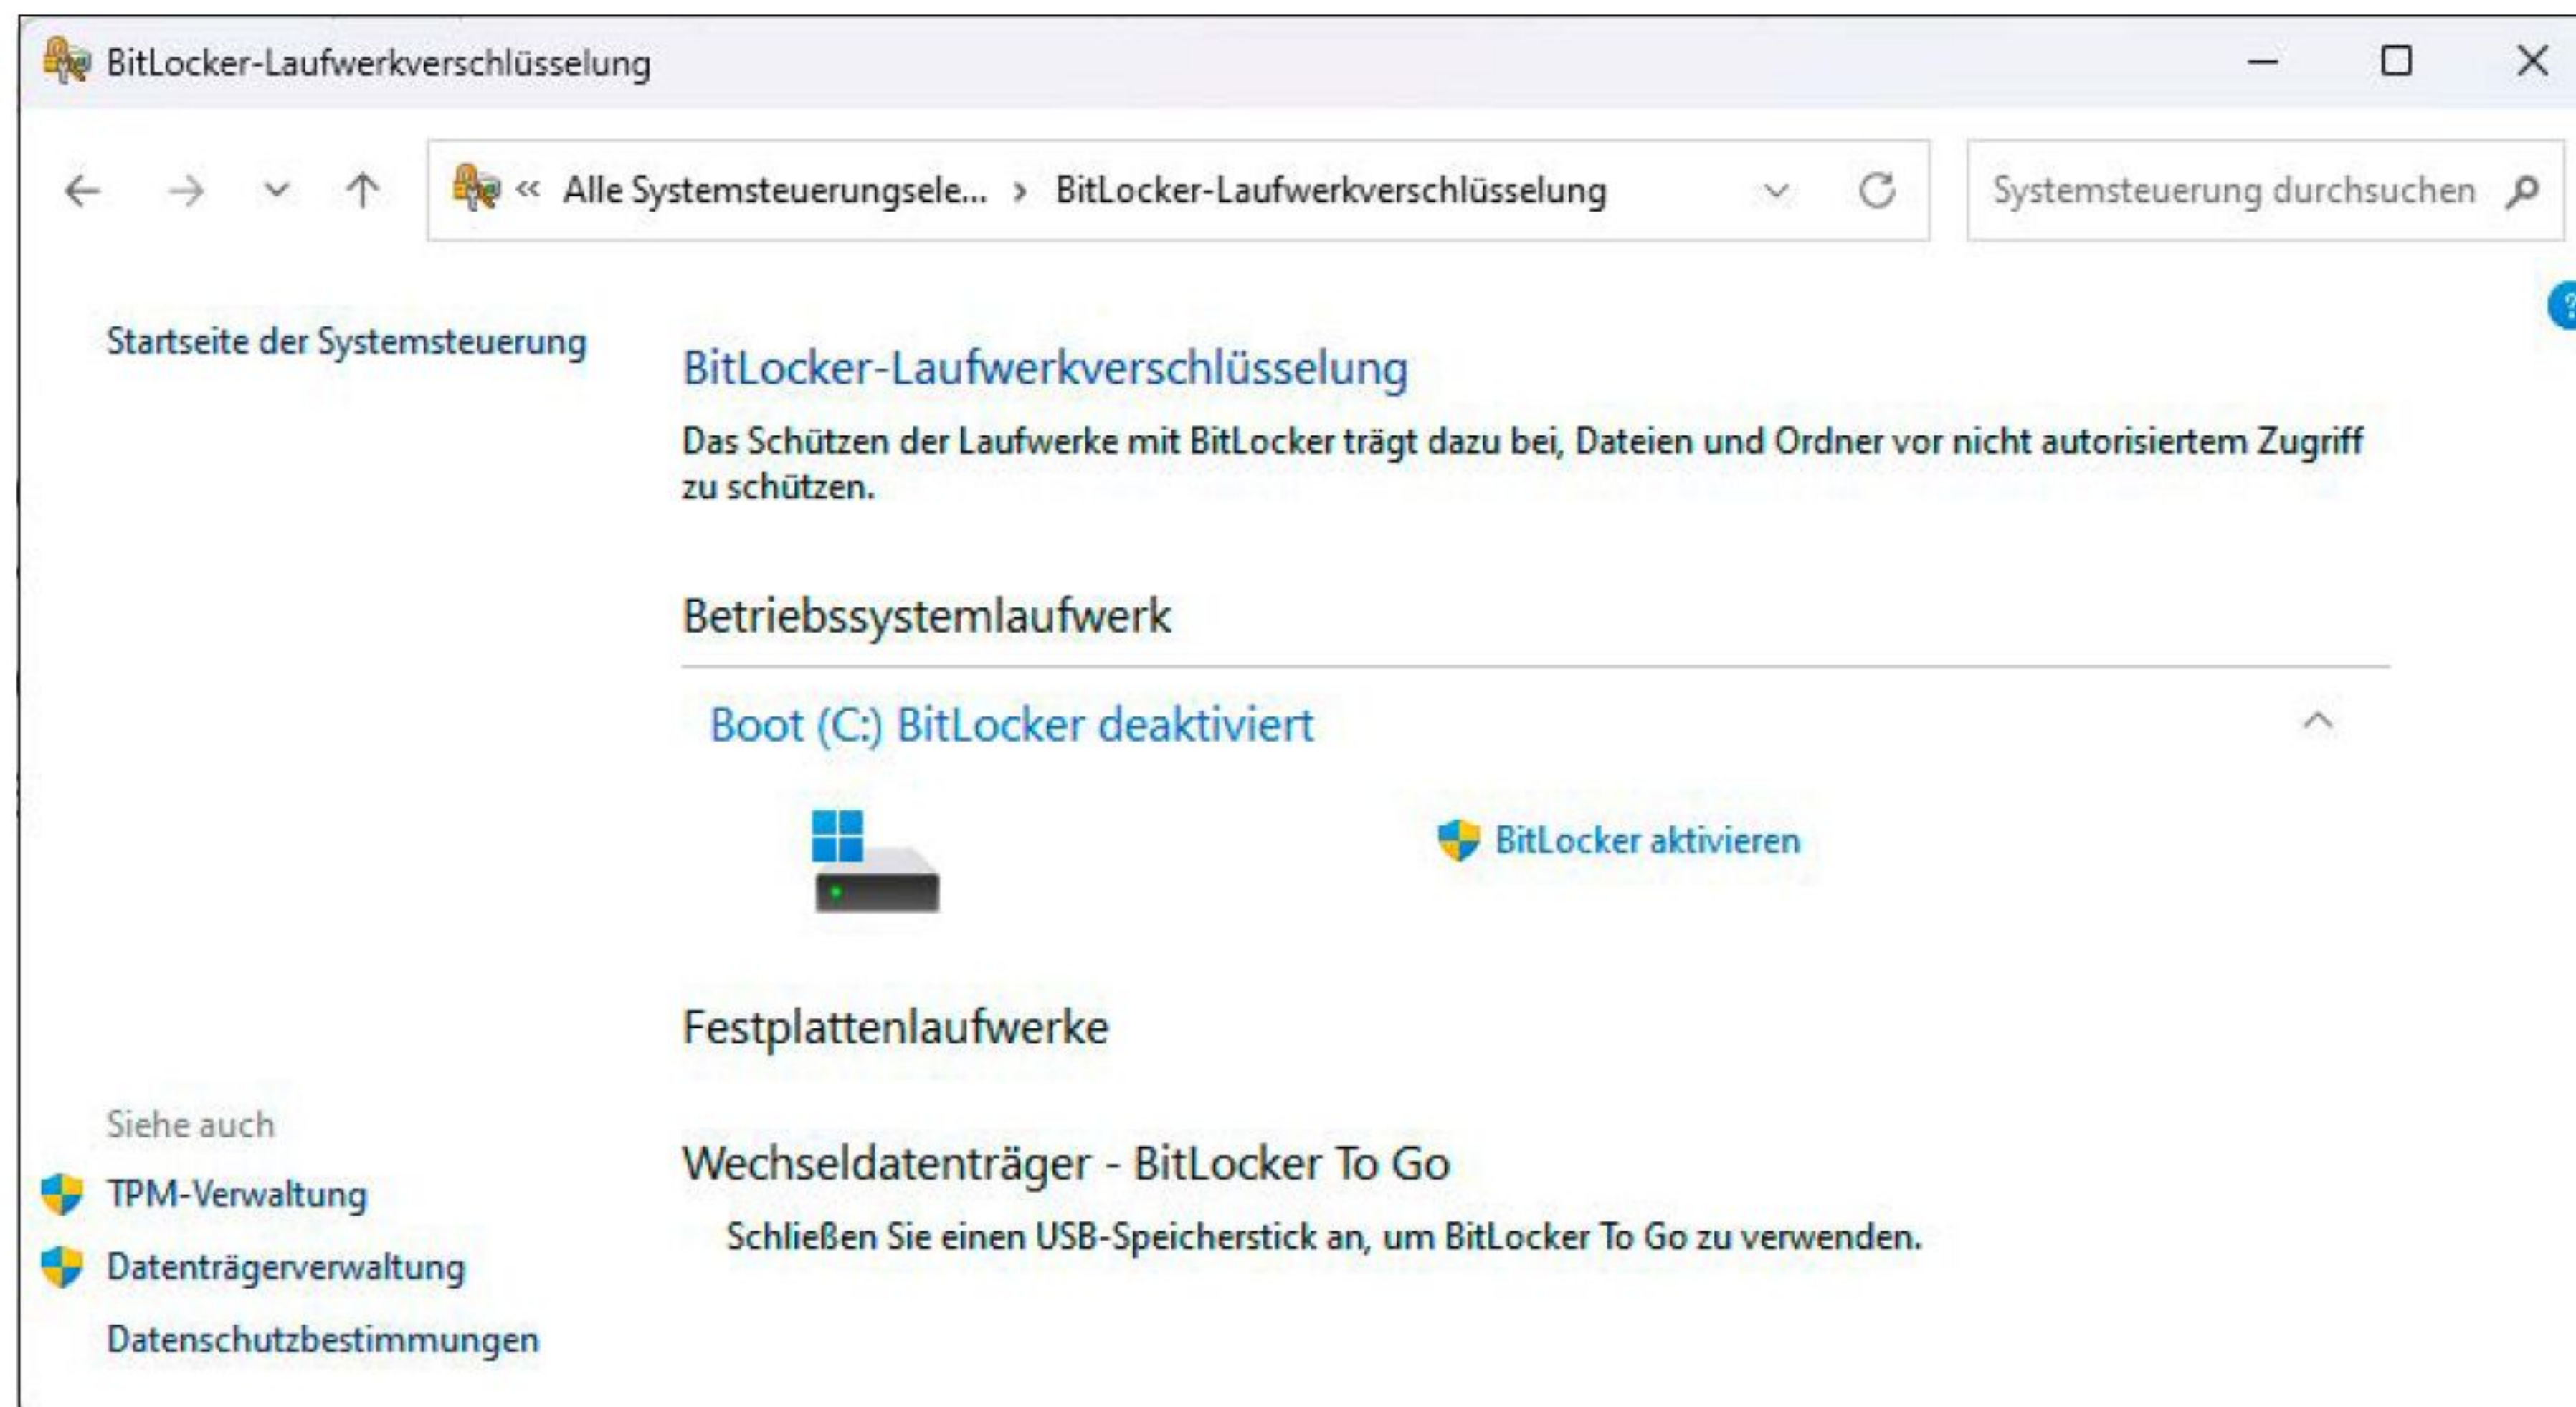 BitLocker-Laufwerkverschlüsselung
« Alle Systemsteuerungsele... › BitLocker-Laufwerkverschlüsselung
Systemsteuerung durchsuchen
?
Startseite der Systemsteuerung
BitLocker-Laufwerkverschlüsselung
Das Schützen der Laufwerke mit BitLocker trägt dazu bei, Dateien und Ordner vor nicht autorisiertem Zugriff
zu schützen.
Betriebssystemlaufwerk
Boot (C:) BitLocker deaktiviert
BitLocker aktivieren
Festplattenlaufwerke
Wechseldatenträger - BitLocker To Go
Schließen Sie einen USB-Speicherstick an, um BitLocker To Go zu verwenden.
Siehe auch
TPM-Verwaltung
Datenträgerverwaltung
Datenschutzbestimmungen